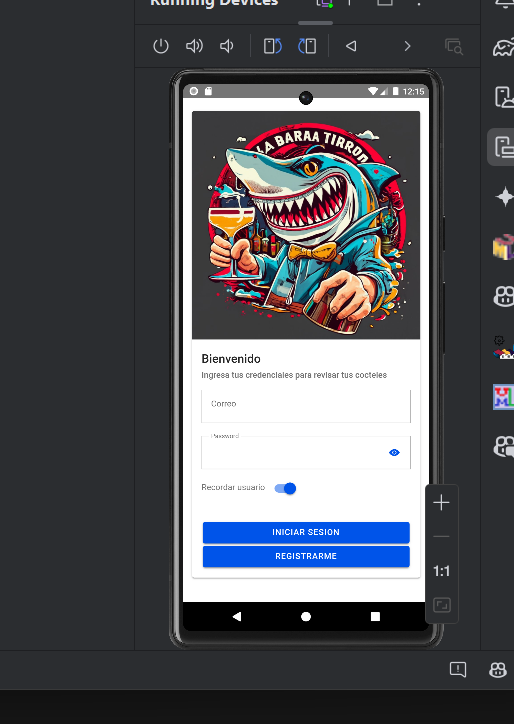 Running Devices
12:15
LA BARAA TIRRON
Bienvenido
Ingresa tus credenciales para revisar tus cocteles
Correo
Password
Recordar usuario
INICIAR SESION
REGISTRARME
1:1